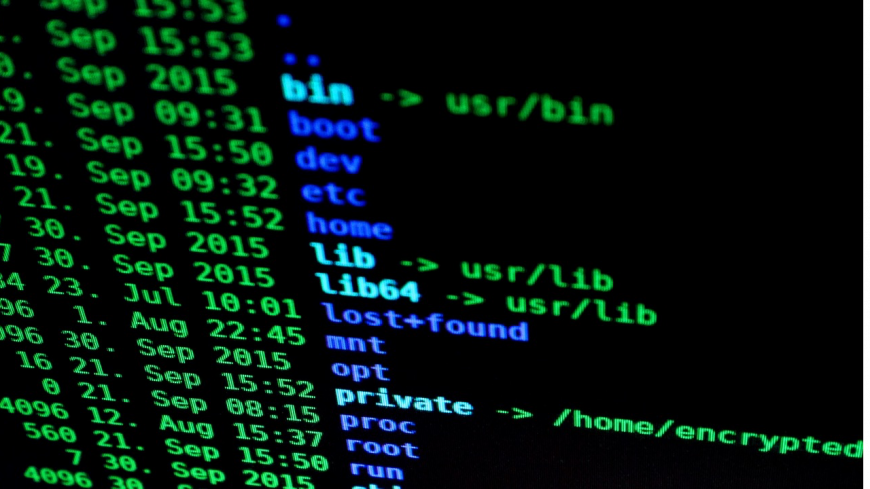 Sep 15:53 .
. Sep 15:53 ..
0. Sep 2015 bin -> usr/bin
19. Sep 09:31 boot
21. Sep 15:50 dev
19. Sep 09:32 etc
21. Sep 15:52 home
30. Sep 2015 lib -> usr/lib
7 30. Sep 2015 lib64 -> usr/lib
84 23. Jul 10:01 lost+found
96 1. Aug 22:45 mnt
096 30. Sep 2015 opt
16 21. Sep 15:52 private -> /home/encrypted
0 21. Sep 08:15 proc
4096 12. Aug 15:37 root
560 21. Sep 15:50 run
7 30. Sep 2015
4096 30.